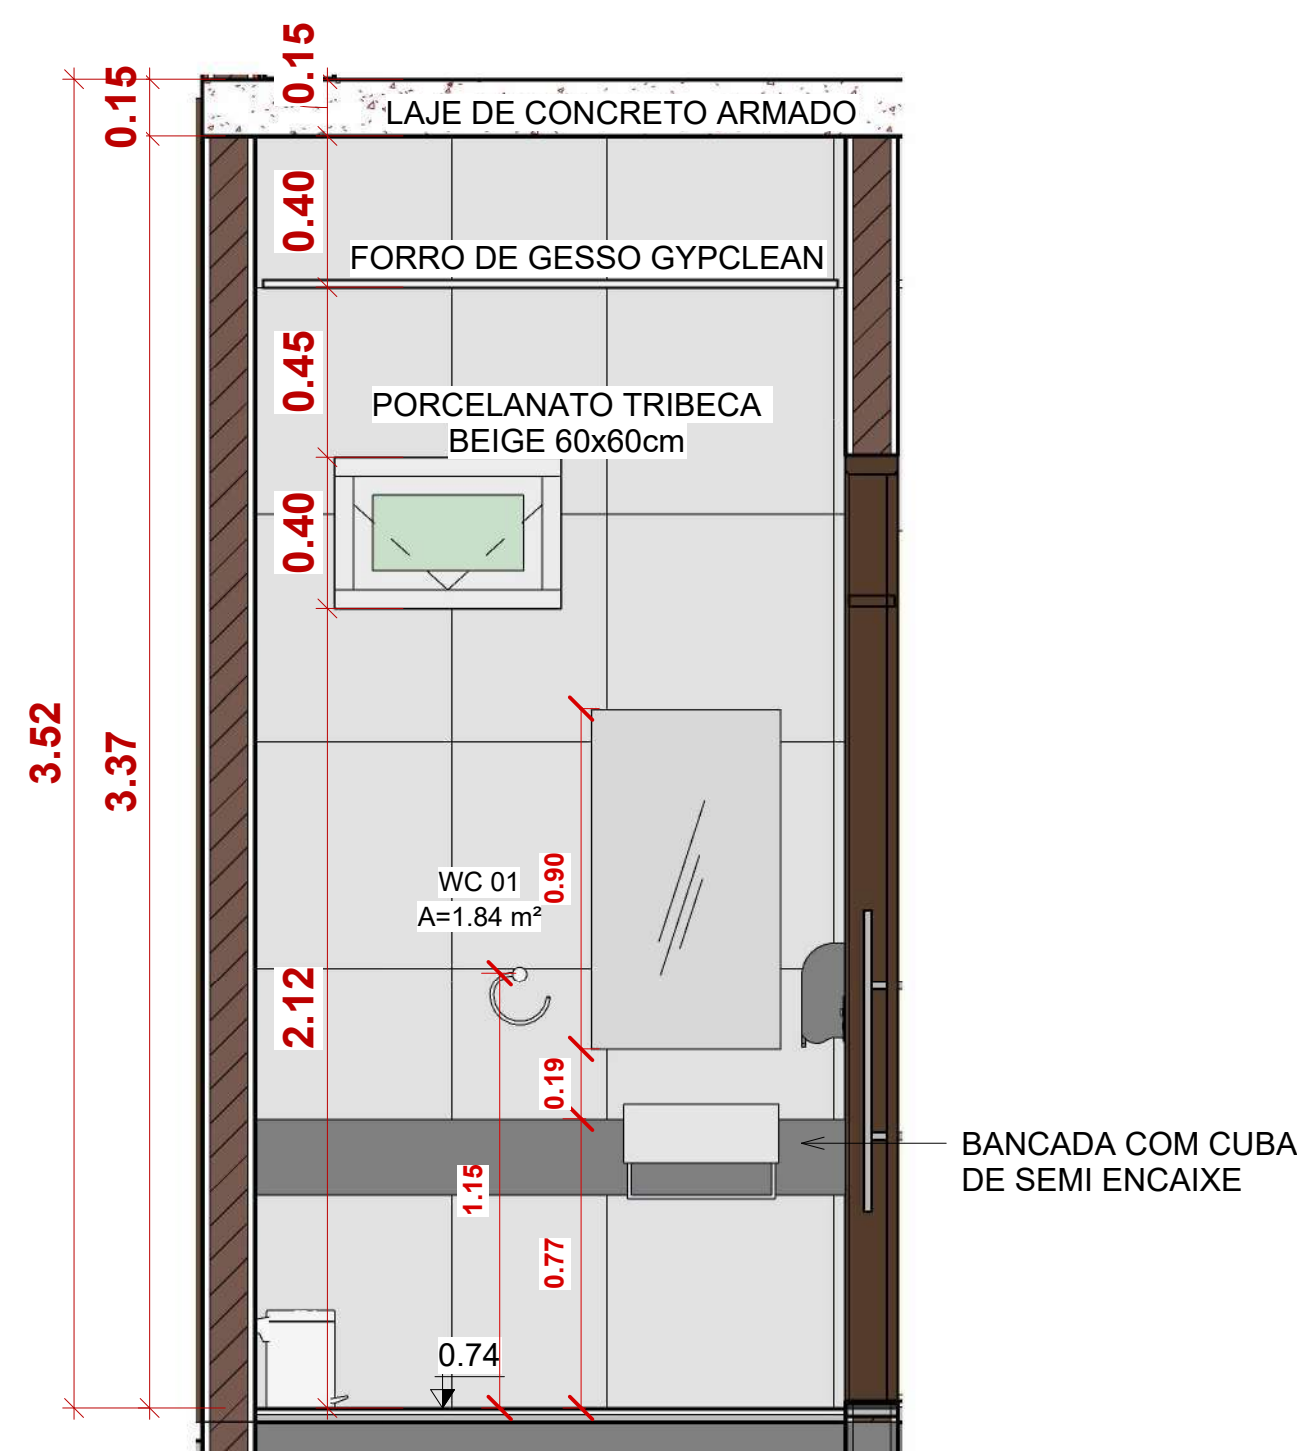 0.15
0.15
LAJE DE CONCRETO ARMADO
0.40
FORRO DE GESSO GYPCLEAN
0.45
PORCELANATO TRIBECA
BEIGE 60x60cm
0.40
3.52
3.37
0.90
WC 01
A=1.84 m²
2.12
0.19
BANCADA COM CUBA
DE SEMI ENCAIXE
1.15
0.77
0.74